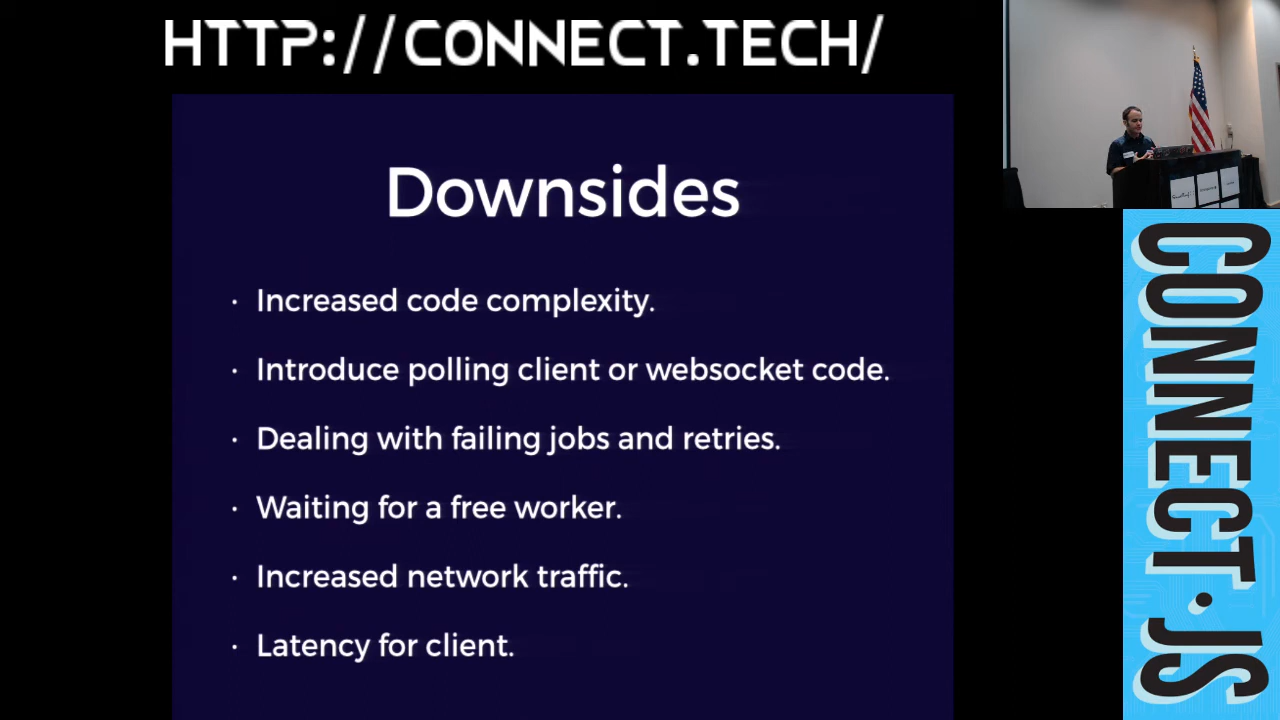 HTTP://CONNECT.TECH/
Downsides
· Increased code complexity.
· Introduce polling client or websocket code.
· Dealing with failing jobs and retries.
· Waiting for a free worker.
· Increased network traffic.
· Latency for client.
CONNECT·JS